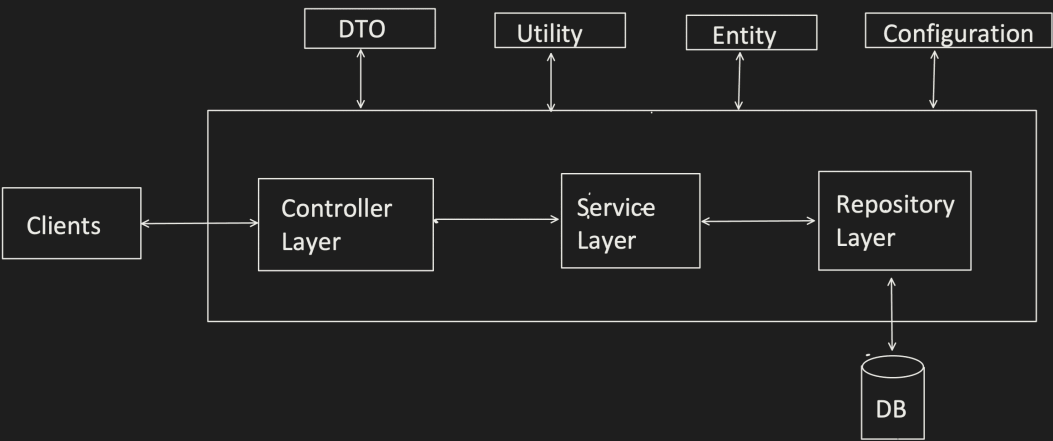 DTO
Utility
Entity
Configuration
Clients
Controller
Layer
Service
Layer
Repository
Layer
DB